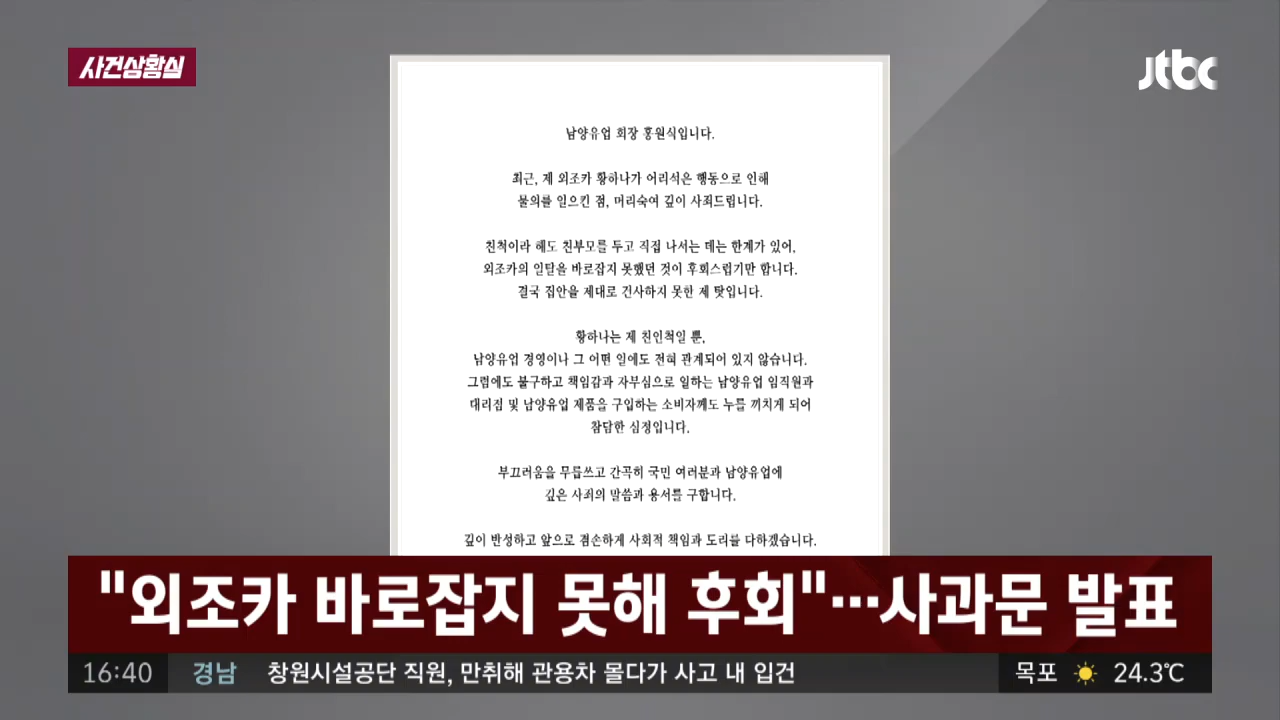 사건상황실
jtbc
남양유업 회장 홍원식입니다.
최근, 제 외조카 황하나가 어리석은 행동으로 인해
물의를 일으킨 점, 머리숙여 깊이 사죄드립니다.
친척이라 해도 친부모를 두고 직접 나서는 데는 한계가 있어,
외조카의 일탈을 바로잡지 못했던 것이 후회스럽기만 합니다.
결국 집안을 제대로 건사하지 못한 제 탓입니다.
황하나는 제 친인척일 뿐,
남양유업 경영이나 그 어떤 일에도 전혀 관계되어 있지 않습니다.
그럼에도 불구하고 책임감과 자부심으로 일하는 남양유업 임직원과
대리점 및 남양유업 제품을 구입하는 소비자께도 누를 끼치게 되어
참담한 심정입니다.
부끄러움을 무릅쓰고 간곡히 국민 여러분과 남양유업에
깊은 사죄의 말씀과 용서를 구합니다.
깊이 반성하고 앞으로 겸손하게 사회적 책임과 도리를 다하겠습니다.
"외조카 바로잡지 못해 후회"…사과문 발표
16:40 경남 창원시설공단 직원, 만취해 관용차 몰다가 사고 내 입건 목포 24.3℃